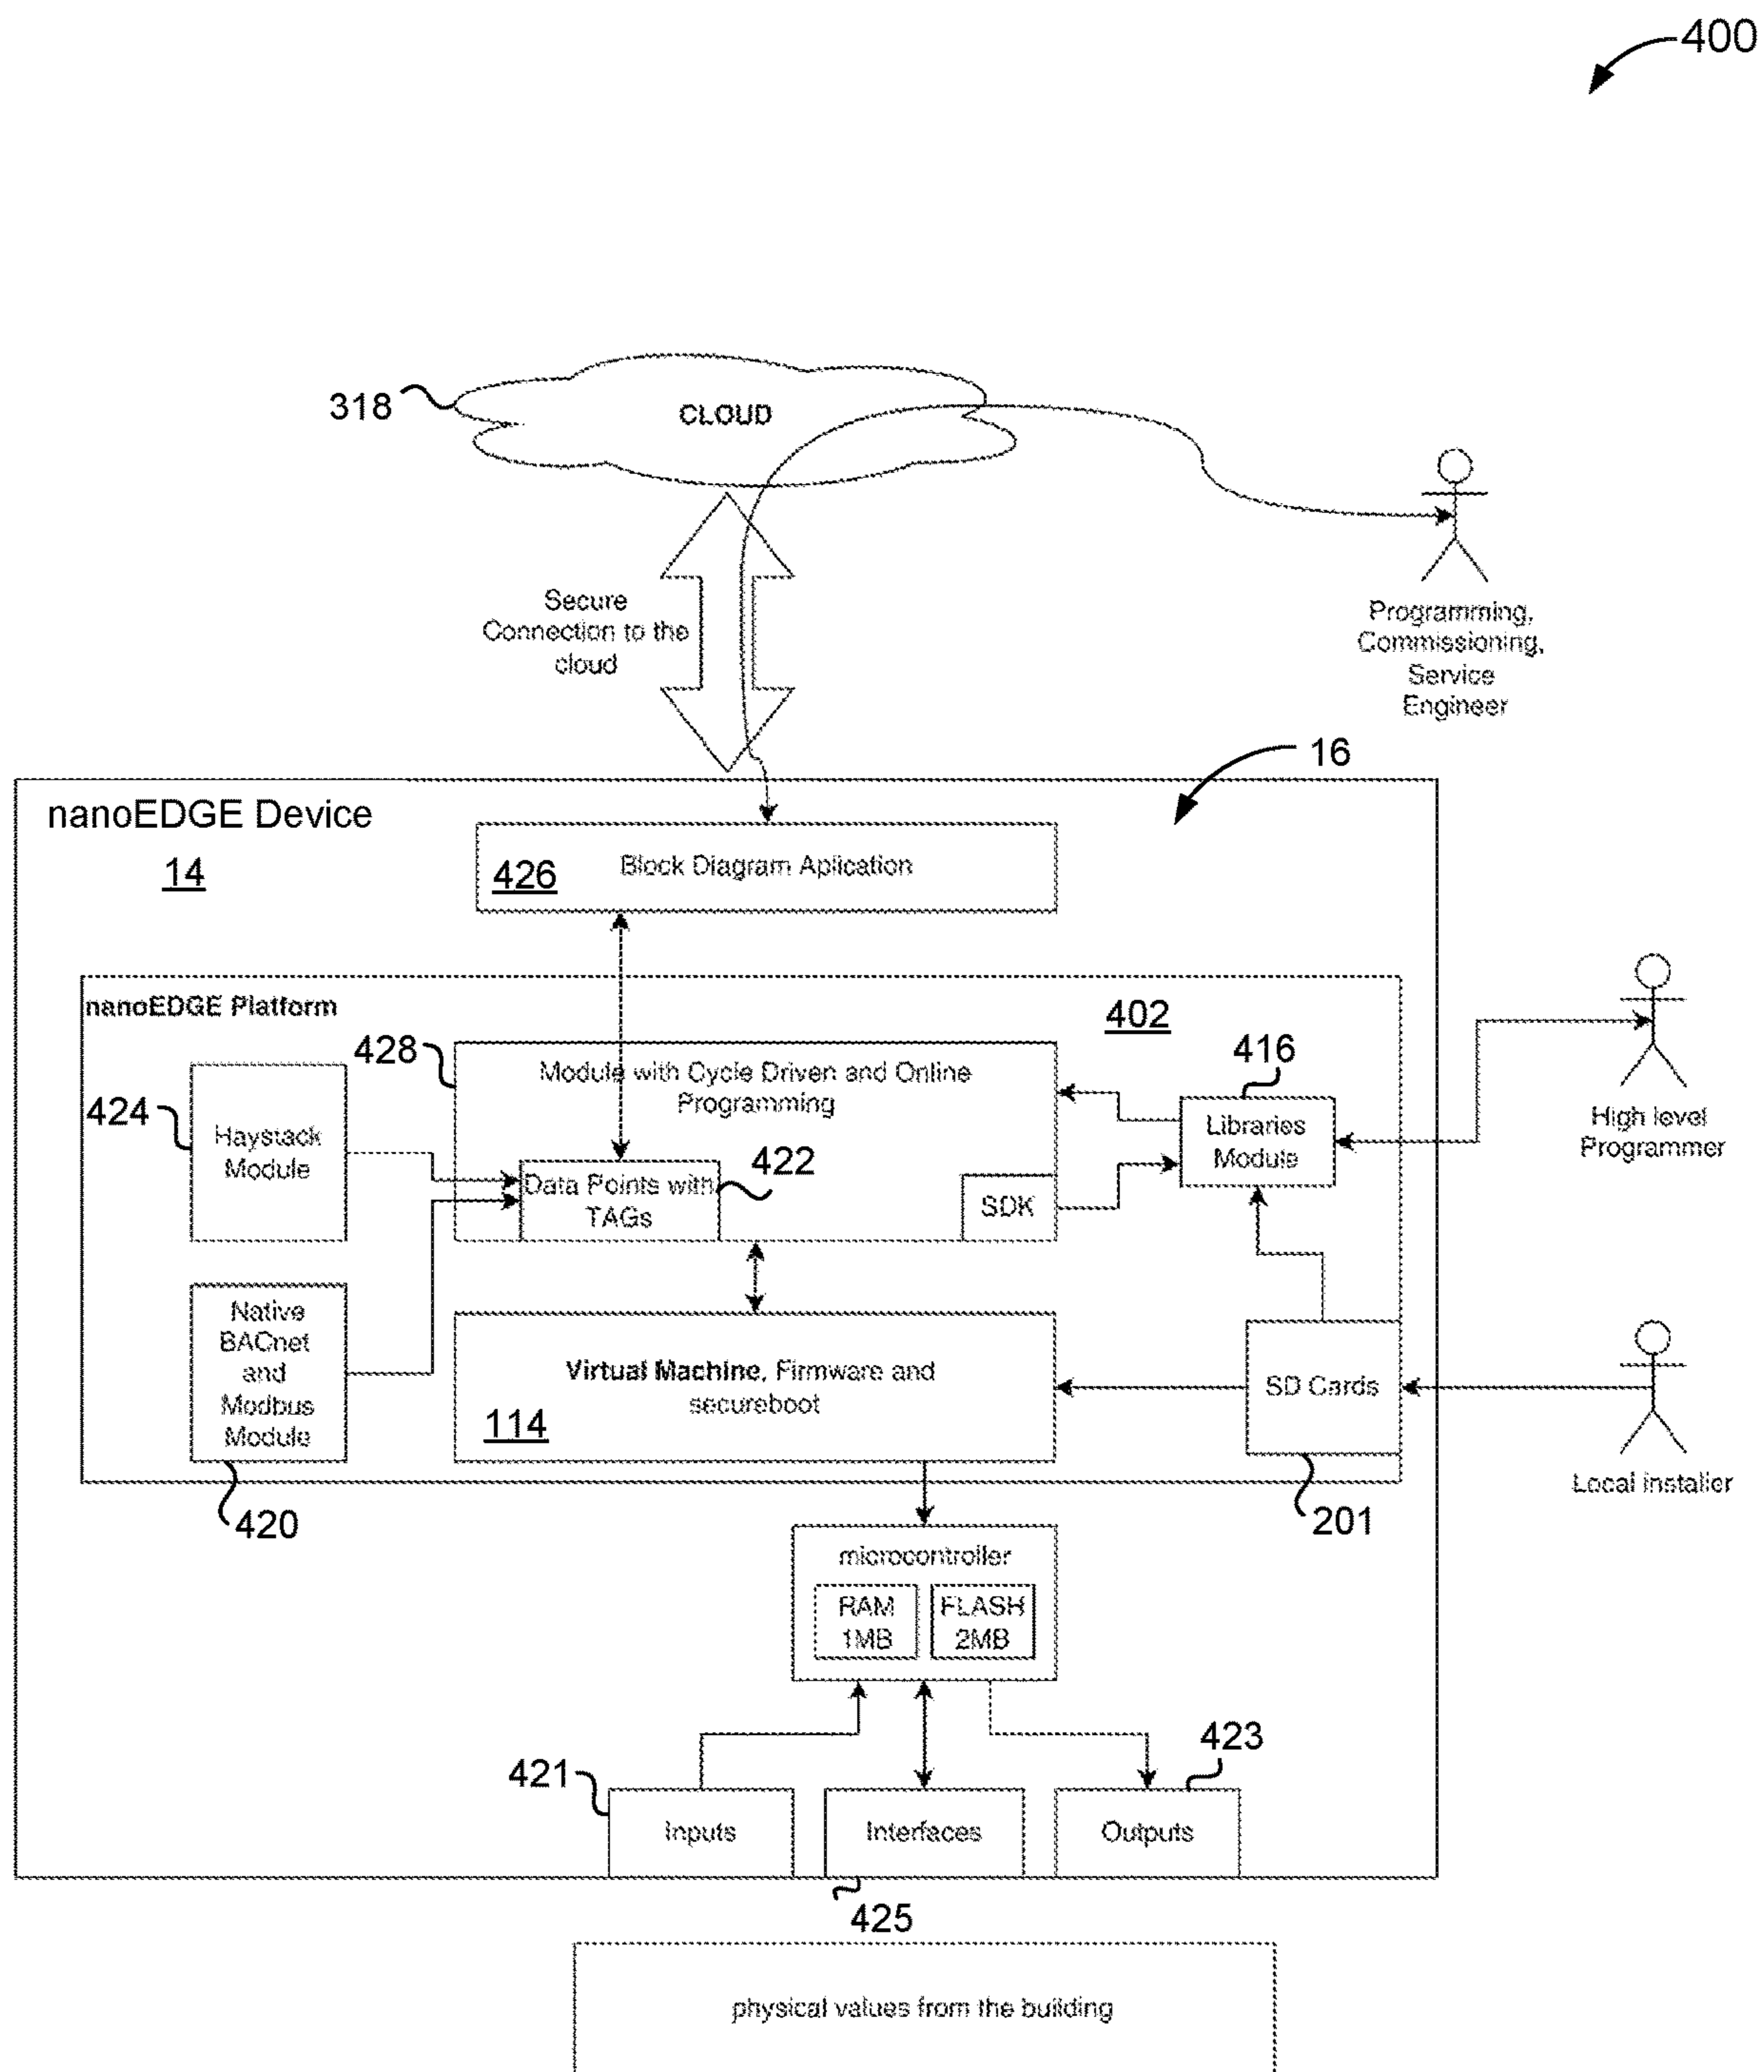 400
318
CLOUD
Secure
Connection to the
cloud
Programming,
Commissioning,
Service
Engineer
16
nanoEDGE Device
14
426
Block Diagram Aplication
nanoEDGE Platform
402
428
Module with Cycle Driven and Online
Programming
416
Libraries
Module
High level
Programmer
424
Haystack
Module
Data Points with
TAGs
422
SDK
Native
BACnet
and
Modbus
Module
Virtual Machine, Firmware and
secureboot
114
SD Cards
Local installer
420
201
microcontroller
RAM
1MB
FLASH
2MB
421
423
Inputs
Interfaces
Outputs
425
physical values from the building